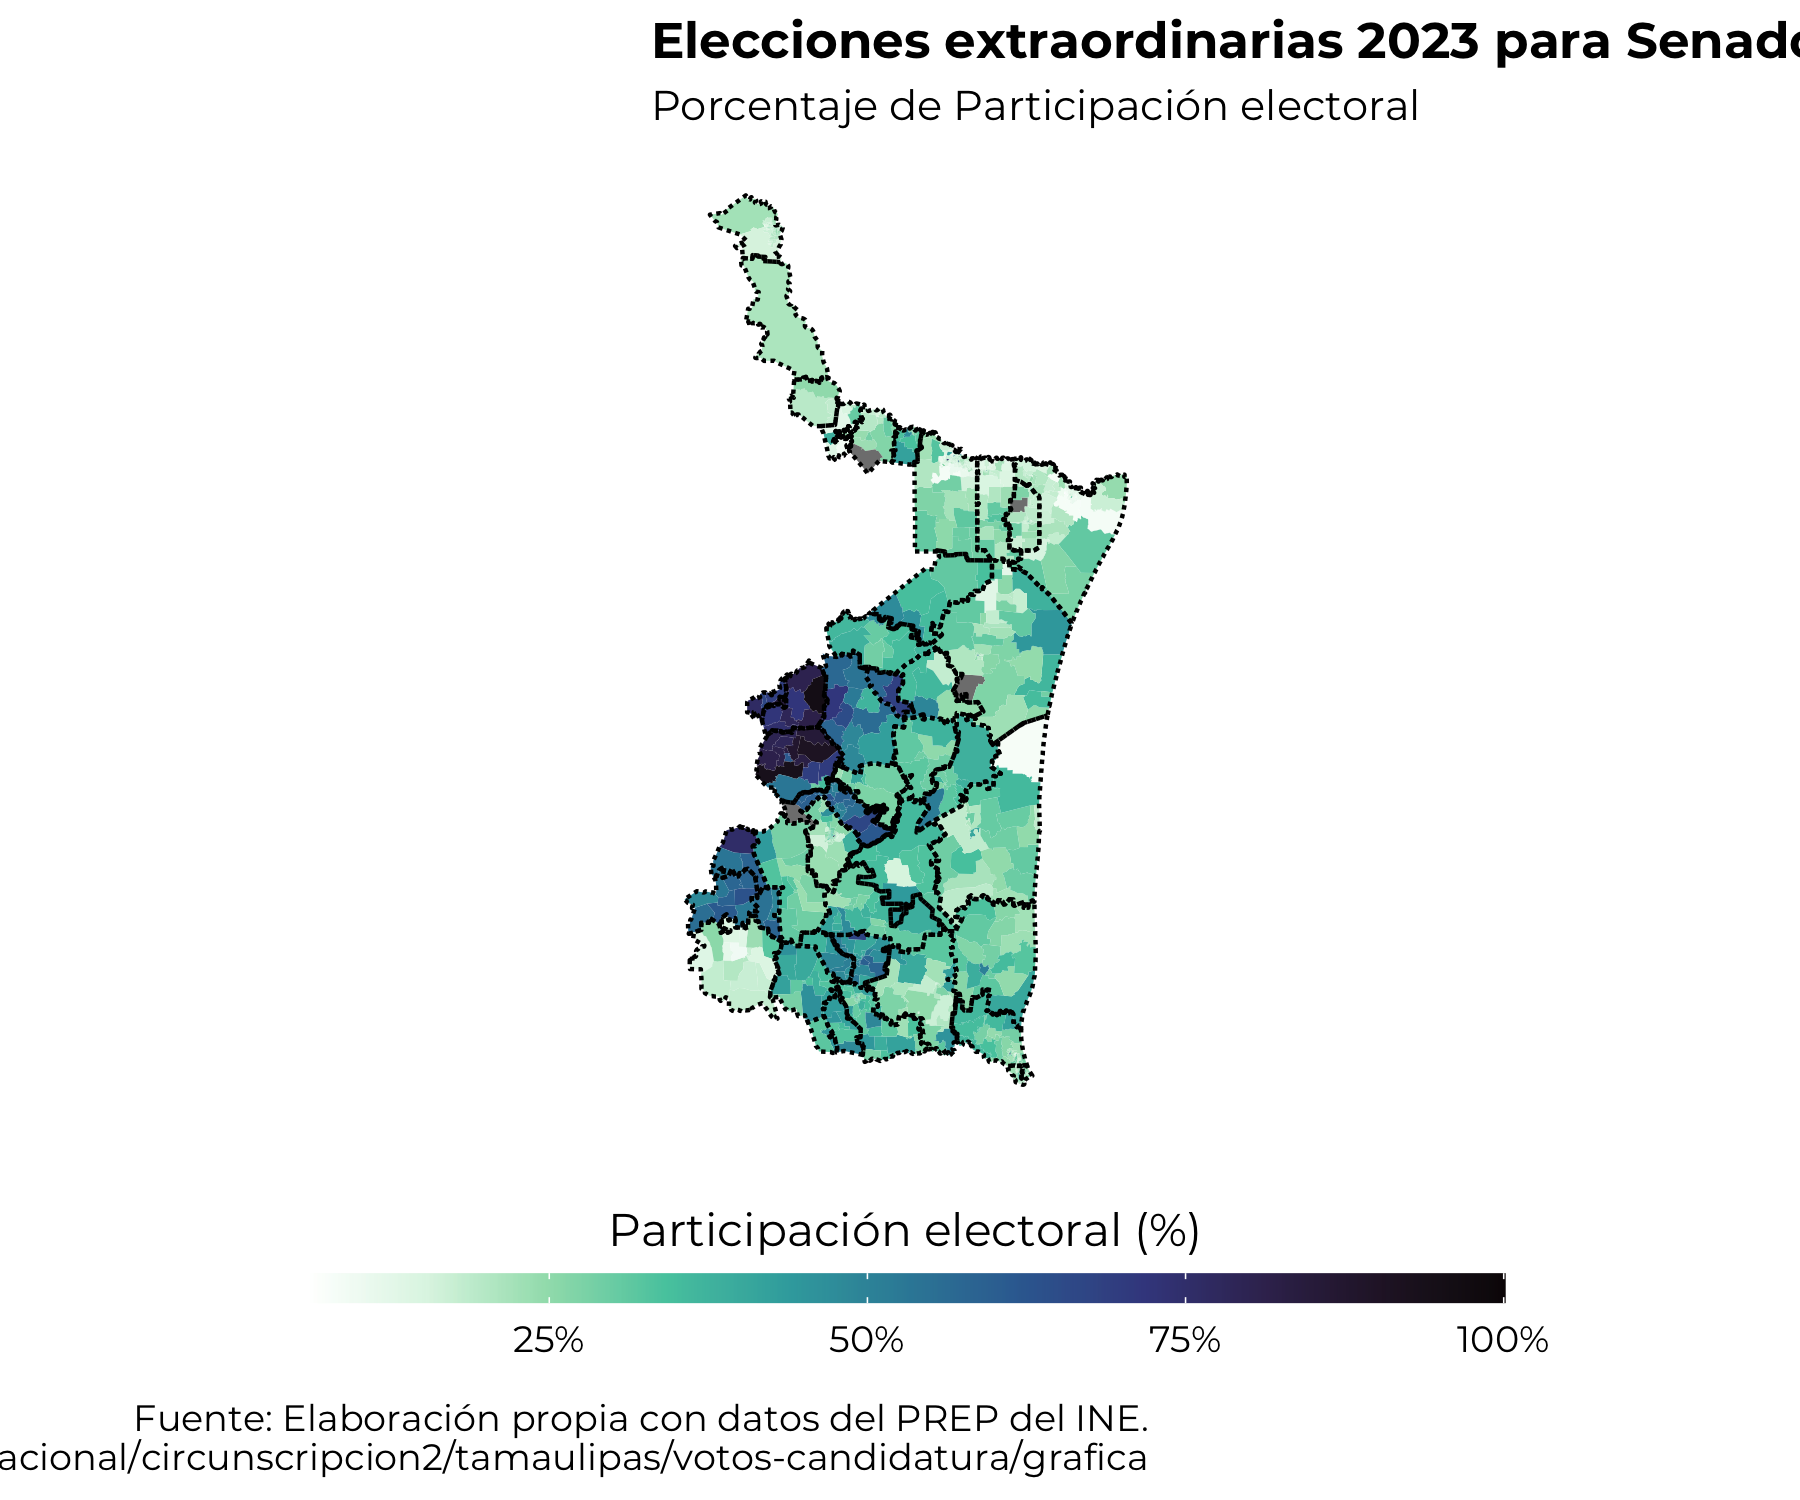 Elecciones extraordinarias 2023 para
Porcentaje de Participación electoral
Participación electoral (%)
25%
50%
75%
100%
Fuente: Elaboración propia con datos del PREP del INE.
acional/circunscripcion2/tamaulipas/votos-candidatura/grafica